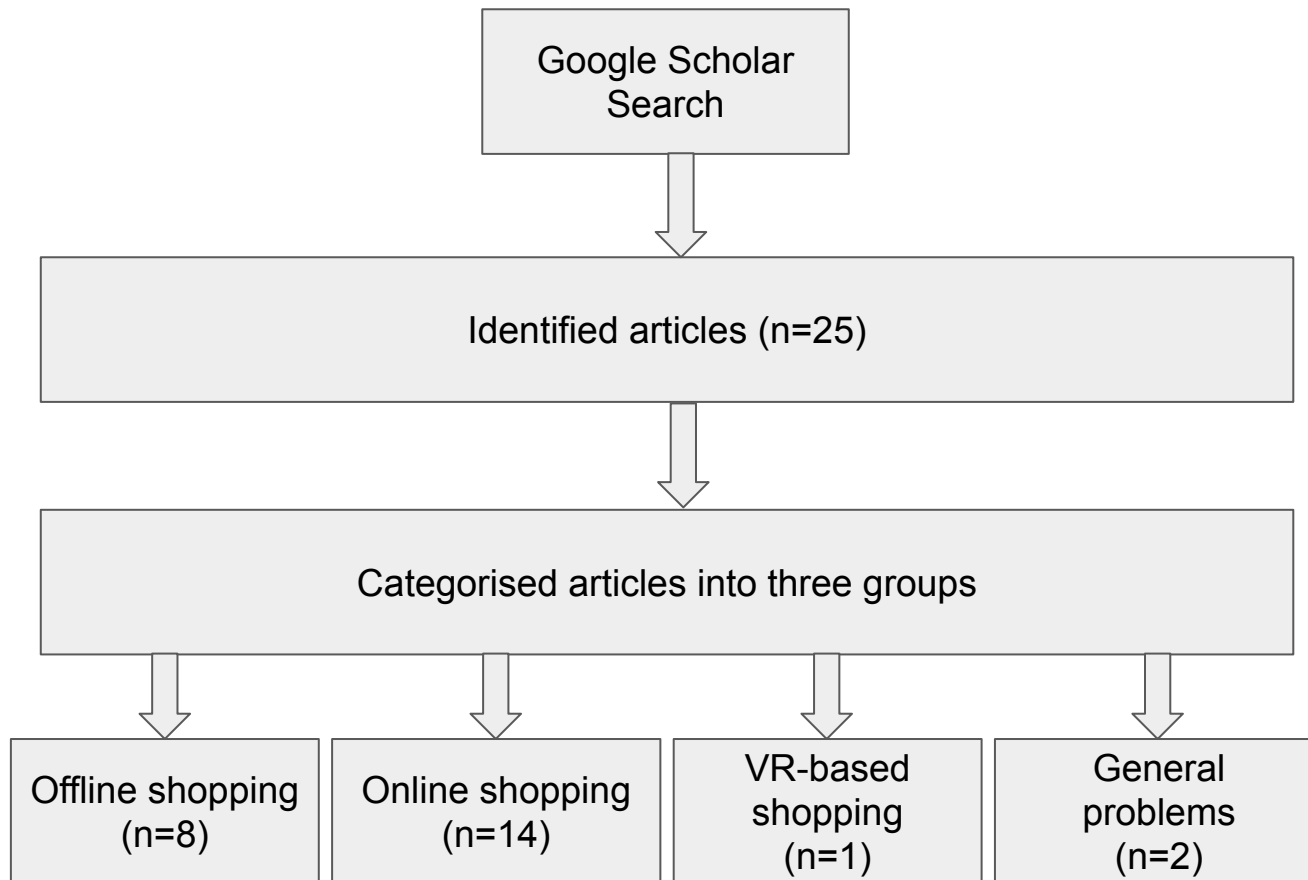 Google Scholar
Search
Identified articles (n=25)
Categorised articles into three groups
Offline shopping
(n=8)
Online shopping
(n=14)
VR-based
shopping
(n=1)
General
problems
(n=2)